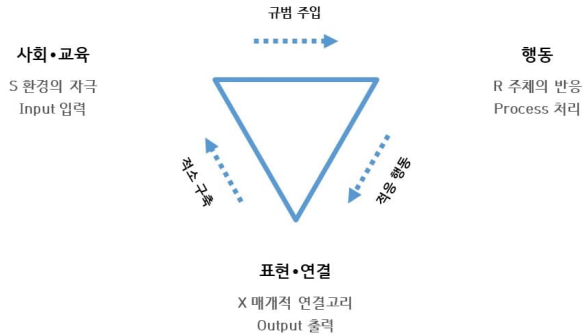 규범 주입
사회•교육
S 환경의 자극
Input 입력
행동
R 주체의 반응
Process 처리
적소 구축
적응 행동
표현•연결
X 매개적 연결고리
Output 출력